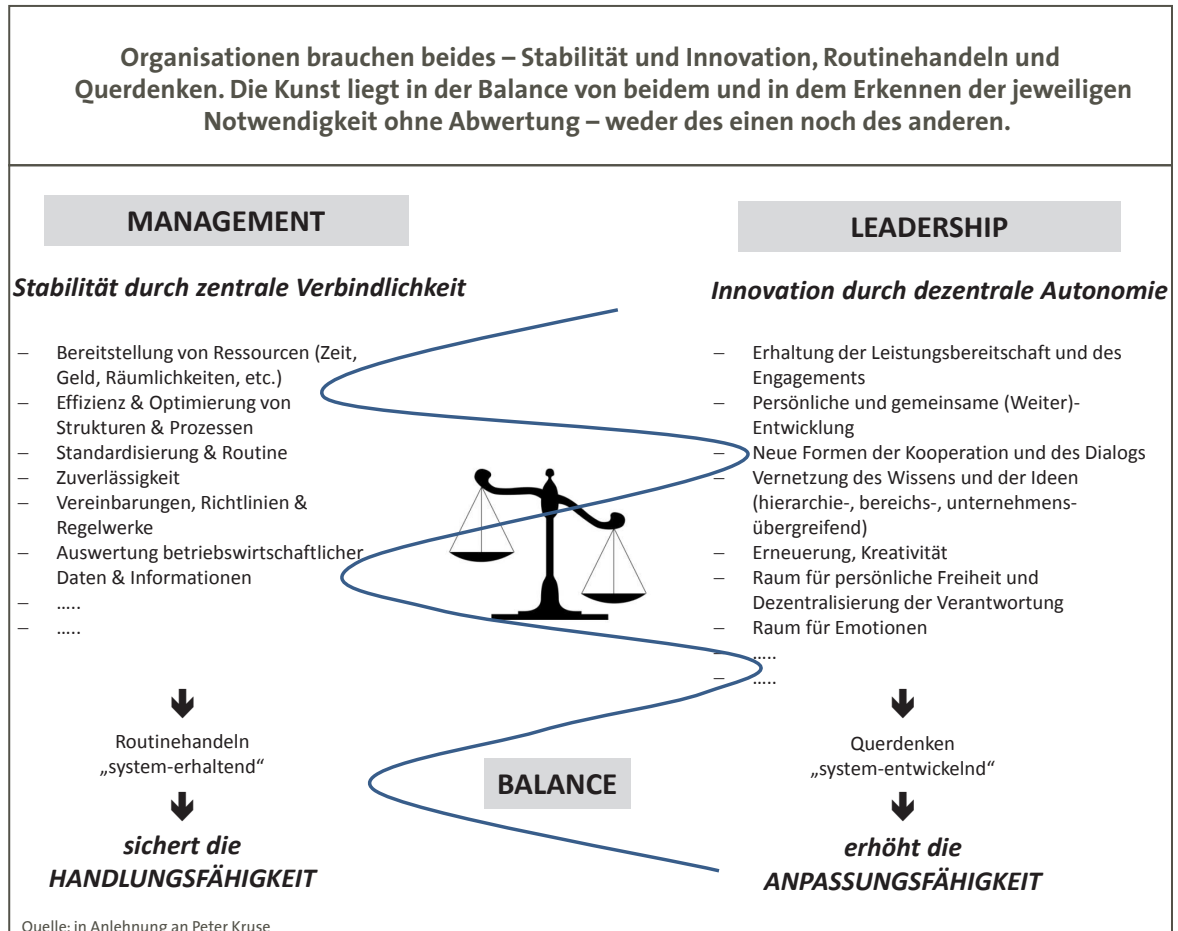 Organisationen brauchen beides – Stabilität und Innovation, Routinehandeln und
Querdenken. Die Kunst liegt in der Balance von beidem und in dem Erkennen der jeweiligen
Notwendigkeit ohne Abwertung – weder des einen noch des anderen.
MANAGEMENT
Stabilität durch zentrale Verbindlichkeit
– Bereitstellung von Ressourcen (Zeit,
Geld, Räumlichkeiten, etc.)
– Effizienz & Optimierung von
Strukturen & Prozessen
– Standardisierung & Routine
– Zuverlässigkeit
– Vereinbarungen, Richtlinien &
Regelwerke
– Auswertung betriebswirtschaftlicher
Daten & Informationen
– …..
– …..
Routinehandeln
„system-erhaltend“
sichert die
HANDLUNGSFÄHIGKEIT
BALANCE
LEADERSHIP
Innovation durch dezentrale Autonomie
– Erhaltung der Leistungsbereitschaft und des
Engagements
– Persönliche und gemeinsame (Weiter)-
Entwicklung
– Neue Formen der Kooperation und des Dialogs
– Vernetzung des Wissens und der Ideen
(hierarchie-, bereichs-, unternehmens-
übergreifend)
– Erneuerung, Kreativität
– Raum für persönliche Freiheit und
Dezentralisierung der Verantwortung
– Raum für Emotionen
– …..
– …..
Querdenken
„system-entwickelnd“
erhöht die
ANPASSUNGSFÄHIGKEIT
Quelle: in Anlehnung an Peter Kruse